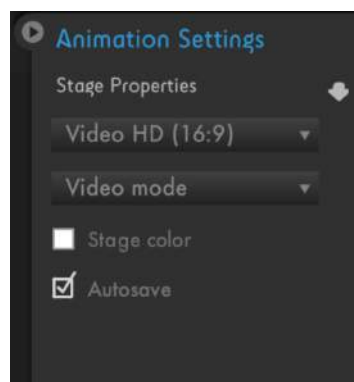 Animation Settings
Stage Properties
Video HD (16:9)
Video mode
Stage color
Autosave